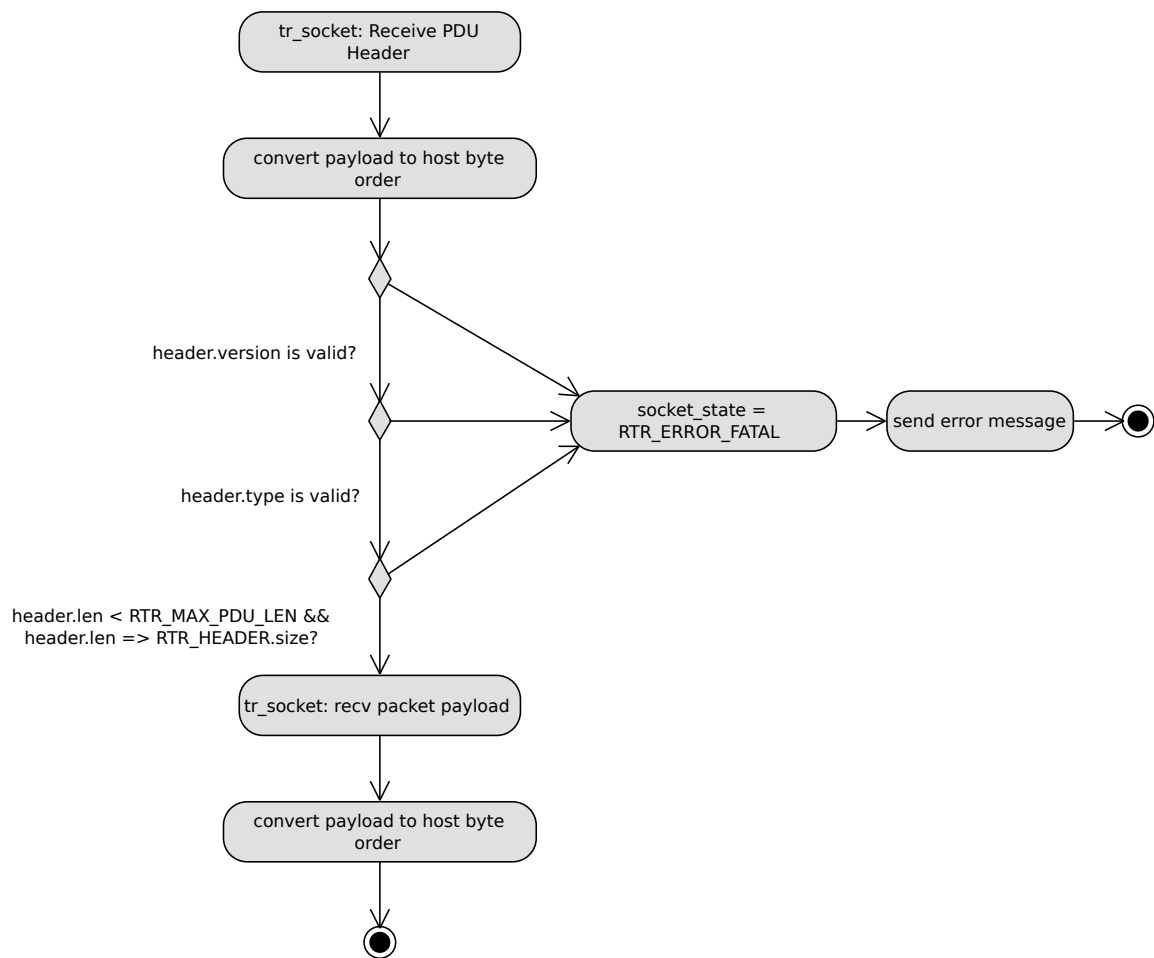 tr_socket: Receive PDU
Header
convert payload to host byte
order
header.version is valid?
socket_state =
RTR_ERROR_FATAL
send error message
header.type is valid?
header.len < RTR_MAX_PDU_LEN &&
header.len => RTR_HEADER.size?
tr_socket: recv packet payload
convert payload to host byte
order